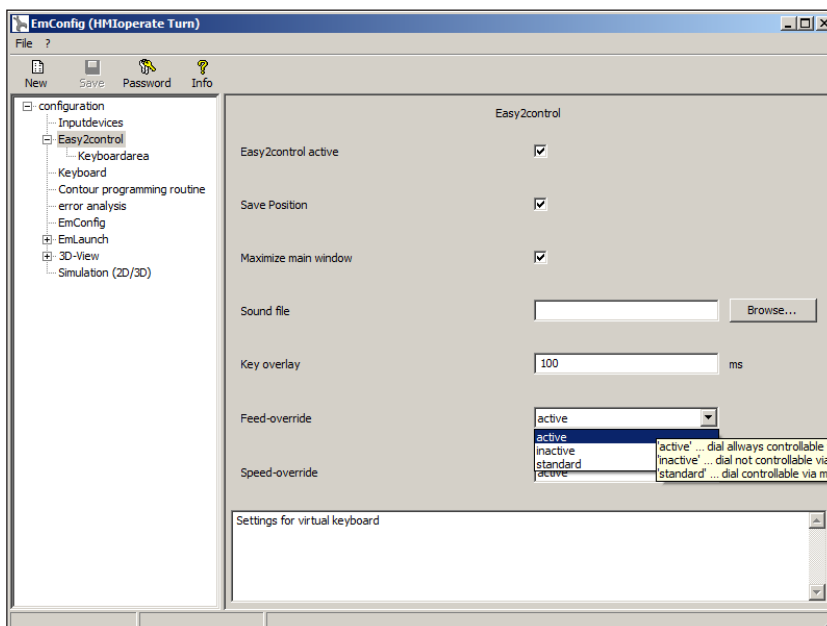 EmConfig (HMIoperate Turn)
File ?
New Save Password Info
configuration
Inputdevices
Easy2control
Keyboardarea
Keyboard
Contour programming routine
error analysis
EmConfig
EmLaunch
3D-View
Simulation (2D/3D)
Easy2control
Easy2control active
Save Position
Maximize main window
Sound file Browse...
Key overlay 100 ms
Feed-override active
active
inactive
standard
'active' ... dial allways controllable
'inactive' ... dial not controllable via
'standard' ... dial controllable via m
Speed-override active
Settings for virtual keyboard